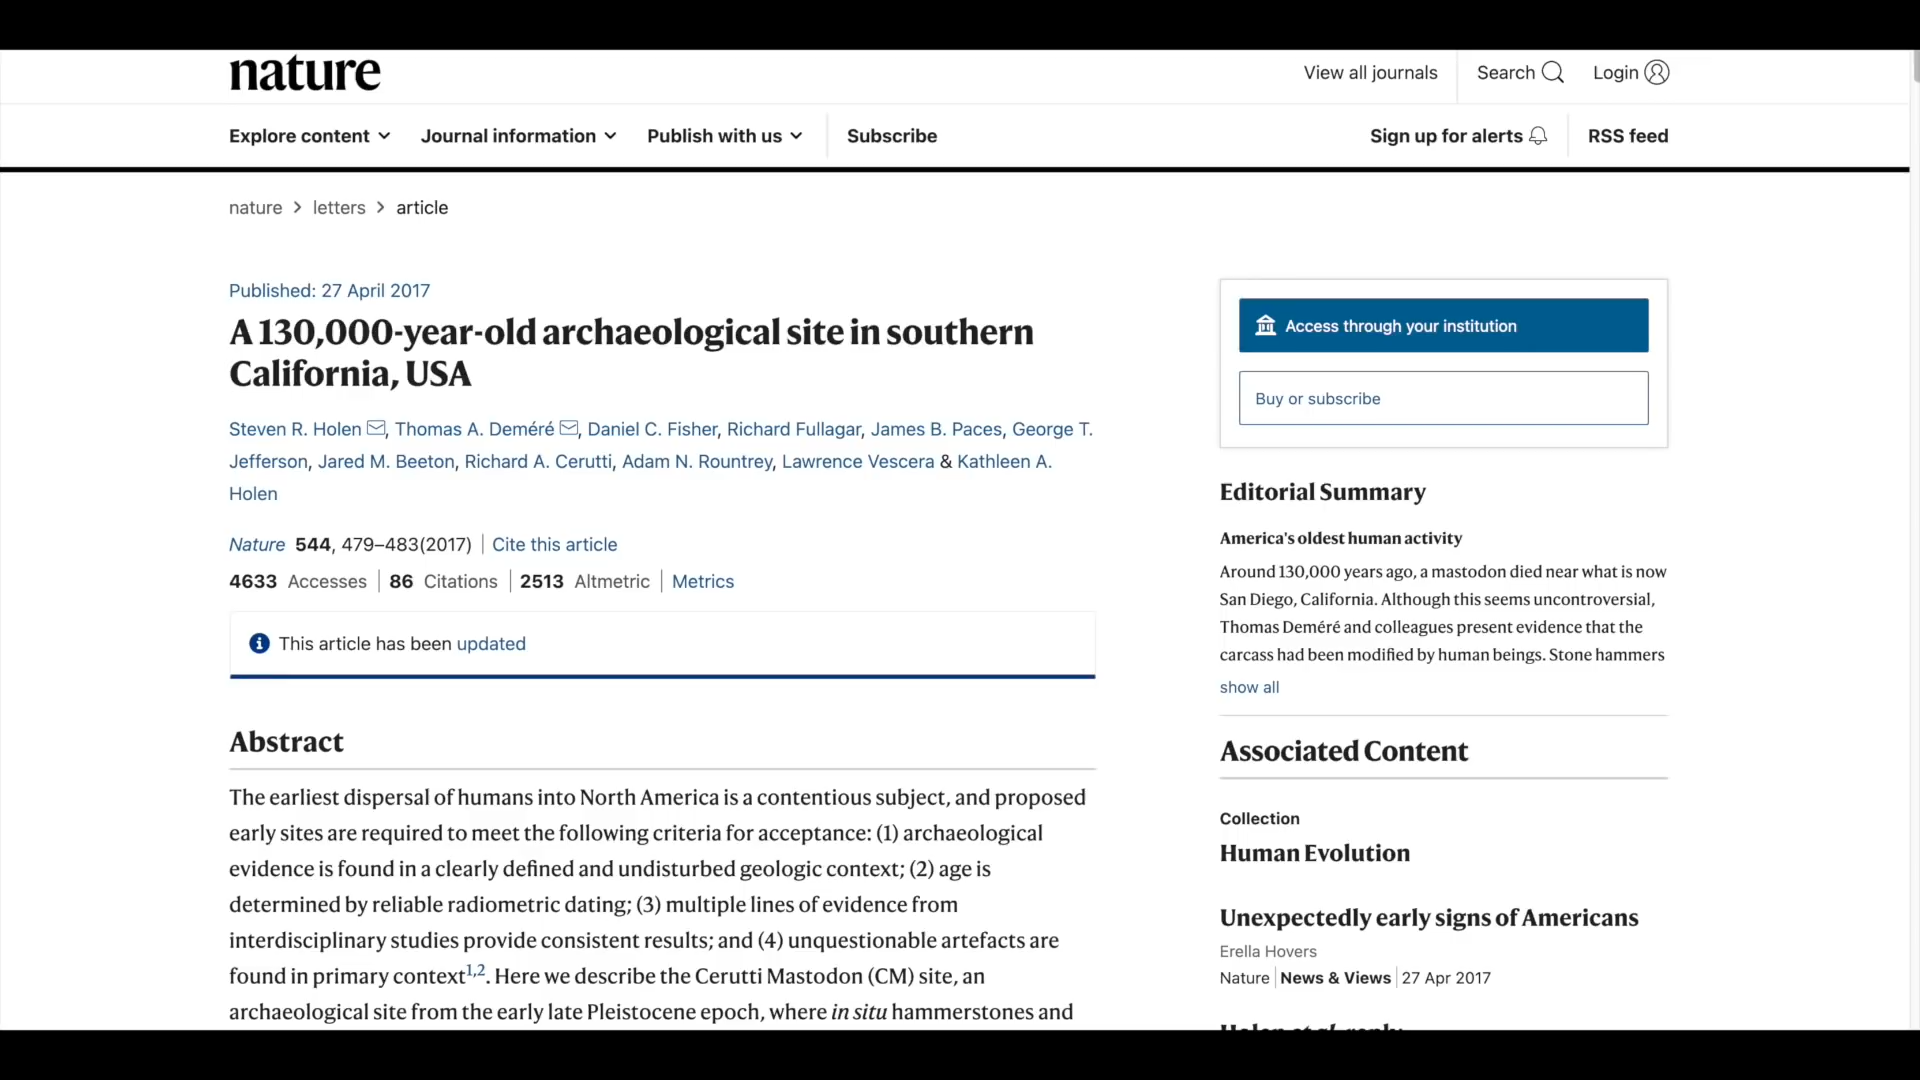 nature
View all journals
Search
Login
Explore content
Journal information
Publish with us
Subscribe
Sign up for alerts
RSS feed
nature > letters > article
Published: 27 April 2017
A 130,000-year-old archaeological site in southern
California, USA
Steven R. Holen, Thomas A. Deméré, Daniel C. Fisher, Richard Fullagar, James B. Paces, George T.
Jefferson, Jared M. Beeton, Richard A. Cerutti, Adam N. Rountrey, Lawrence Vescera & Kathleen A.
Holen
Nature 544, 479–483(2017) | Cite this article
4633 Accesses | 86 Citations | 2513 Altmetric | Metrics
This article has been updated
Abstract
The earliest dispersal of humans into North America is a contentious subject, and proposed
early sites are required to meet the following criteria for acceptance: (1) archaeological
evidence is found in a clearly defined and undisturbed geologic context; (2) age is
determined by reliable radiometric dating; (3) multiple lines of evidence from
interdisciplinary studies provide consistent results; and (4) unquestionable artefacts are
found in primary context1,2. Here we describe the Cerutti Mastodon (CM) site, an
archaeological site from the early late Pleistocene epoch, where in situ hammerstones and
Access through your institution
Buy or subscribe
Editorial Summary
America's oldest human activity
Around 130,000 years ago, a mastodon died near what is now
San Diego, California. Although this seems uncontroversial,
Thomas Deméré and colleagues present evidence that the
carcass had been modified by human beings. Stone hammers
show all
Associated Content
Collection
Human Evolution
Unexpectedly early signs of Americans
Erella Hovers
Nature | News & Views | 27 Apr 2017
Holen et al. reply